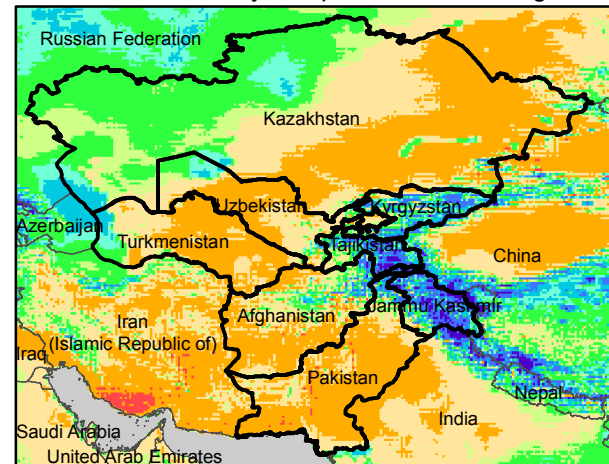 Russian Federation
Kazakhstan
Uzbekistan
Kyrgyzstan
Azerbaijan
Turkmenistan
Tajikistan
China
Iran
(Islamic Republic of)
Afghanistan
Jammu Kashmir
Iraq
Pakistan
Nepal
India
Saudi Arabia
United Arab Emirates